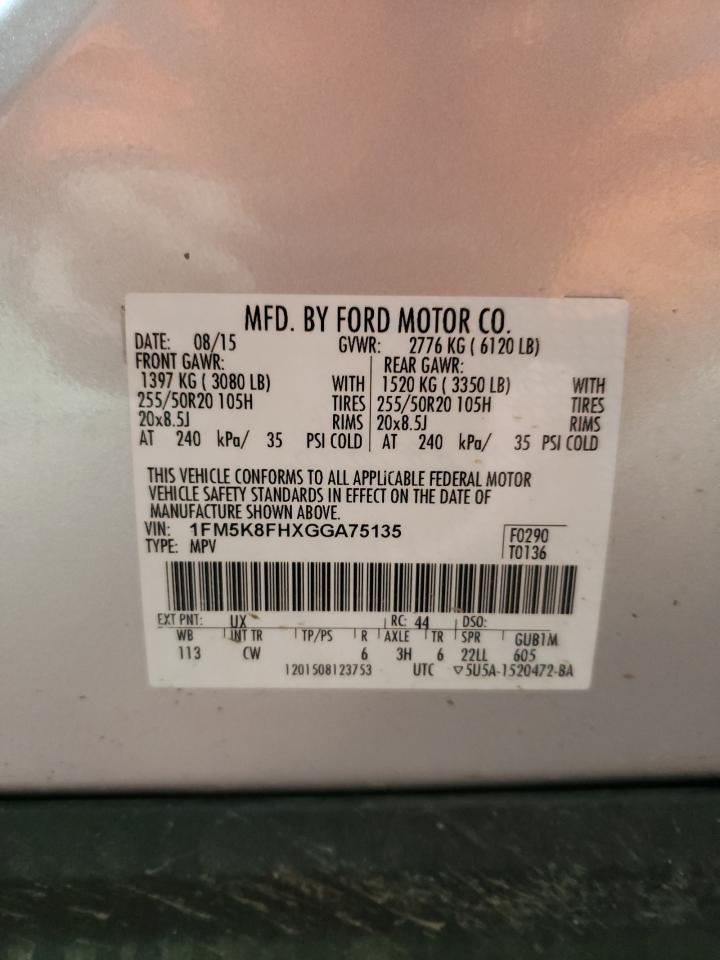 MFD. BY FORD MOTOR CO.
DATE: 08/15 GVWR: 2776 KG ( 6120 LB)
FRONT GAWR: REAR GAWR:
1397 KG ( 3080 LB) WITH 1520 KG ( 3350 LB) WITH
255/50R20 105H TIRES 255/50R20 105H TIRES
20x8.5J RIMS 20x8.5J RIMS
AT 240 kPa/ 35 PSI COLD AT 240 kPa/ 35 PSI COLD
THIS VEHICLE CONFORMS TO ALL APPLiCABLE FEDERAL MOTOR
VEHICLE SAFETY STANDARDS IN EFFECT ON THE DATE OF
MANUFACTURE SHOWN ABOVE.
VIN: 1FM5K8FHXGGA75135 F0290
TYPE: MPV T0136
EXT PNT: UX RC: 44 DSO:
WB INT TR TP/PS R AXLE TR SPR GUB1M
113 CW 6 3H 6 22LL 605
1201508123753 UTC ▽5U5A-1520472-BA